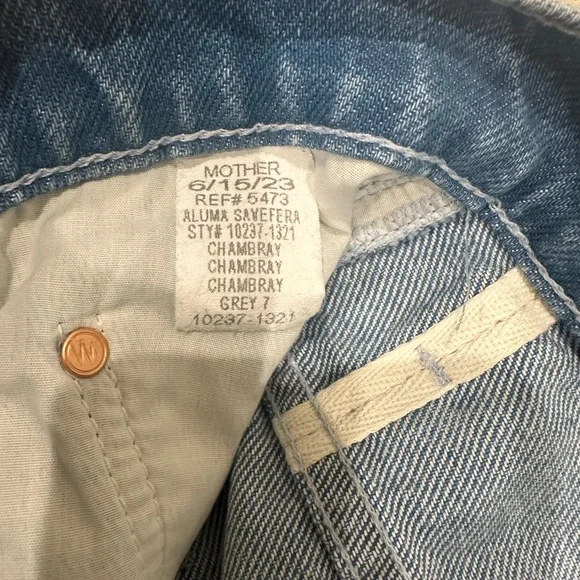 MOTHER
6/15/23
REF# 5473
ALUMA SAVEFERA
STY# 10237-1321
CHAMBRAY
CHAMBRAY
CHAMBRAY
GREY 7
10237-1321